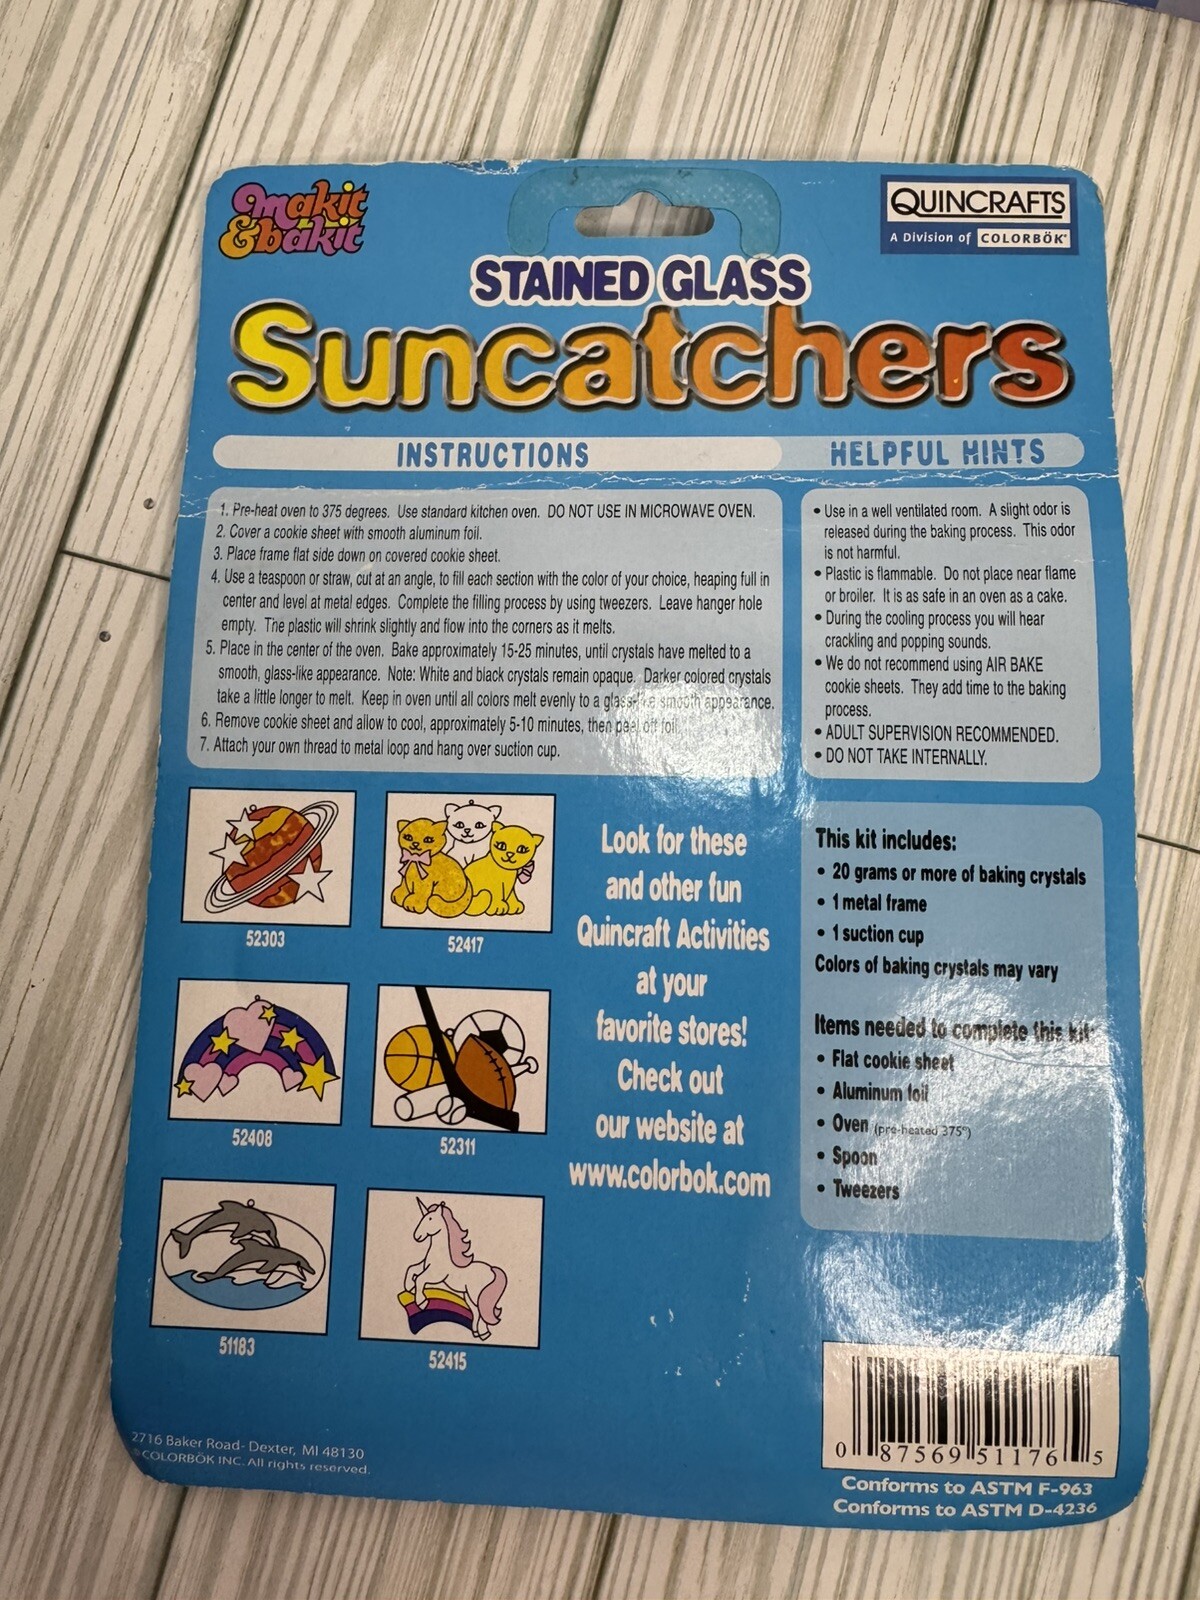 makit
& bakit
QUINCRAFTS
A Division of COLORBÖK
STAINED GLASS
Suncatchers
INSTRUCTIONS
1. Pre-heat oven to 375 degrees. Use standard kitchen oven. DO NOT USE IN MICROWAVE OVEN.
2. Cover a cookie sheet with smooth aluminum foil.
3. Place frame flat side down on covered cookie sheet.
4. Use a teaspoon or straw, cut at an angle, to fill each section with the color of your choice, heaping full in
center and level at metal edges. Complete the filling process by using tweezers. Leave hanger hole
empty. The plastic will shrink slightly and flow into the corners as it melts.
5. Place in the center of the oven. Bake approximately 15-25 minutes, until crystals have melted to a
smooth, glass-like appearance. Note: White and black crystals remain opaque. Darker colored crystals
take a little longer to melt. Keep in oven until all colors melt evenly to a glass-like smooth appearance.
6. Remove cookie sheet and allow to cool, approximately 5-10 minutes, then peel off foil.
7. Attach your own thread to metal loop and hang over suction cup.
HELPFUL HINTS
• Use in a well ventilated room. A slight odor is
released during the baking process. This odor
is not harmful.
• Plastic is flammable. Do not place near flame
or broiler. It is as safe in an oven as a cake.
• During the cooling process you will hear
crackling and popping sounds.
• We do not recommend using AIR BAKE
cookie sheets. They add time to the baking
process.
• ADULT SUPERVISION RECOMMENDED.
• DO NOT TAKE INTERNALLY.
52303
52417
52408
52311
51183
52415
Look for these
and other fun
Quincraft Activities
at your
favorite stores!
Check out
our website at
www.colorbok.com
This kit includes:
• 20 grams or more of baking crystals
• 1 metal frame
• 1 suction cup
Colors of baking crystals may vary
Items needed to complete this kit:
• Flat cookie sheet
• Aluminum foil
• Oven (pre-heated 375°)
• Spoon
• Tweezers
0 87569 51176 5
Conforms to ASTM F-963
Conforms to ASTM D-4236
2716 Baker Road- Dexter, MI 48130
©COLORBÖK INC. All rights reserved.